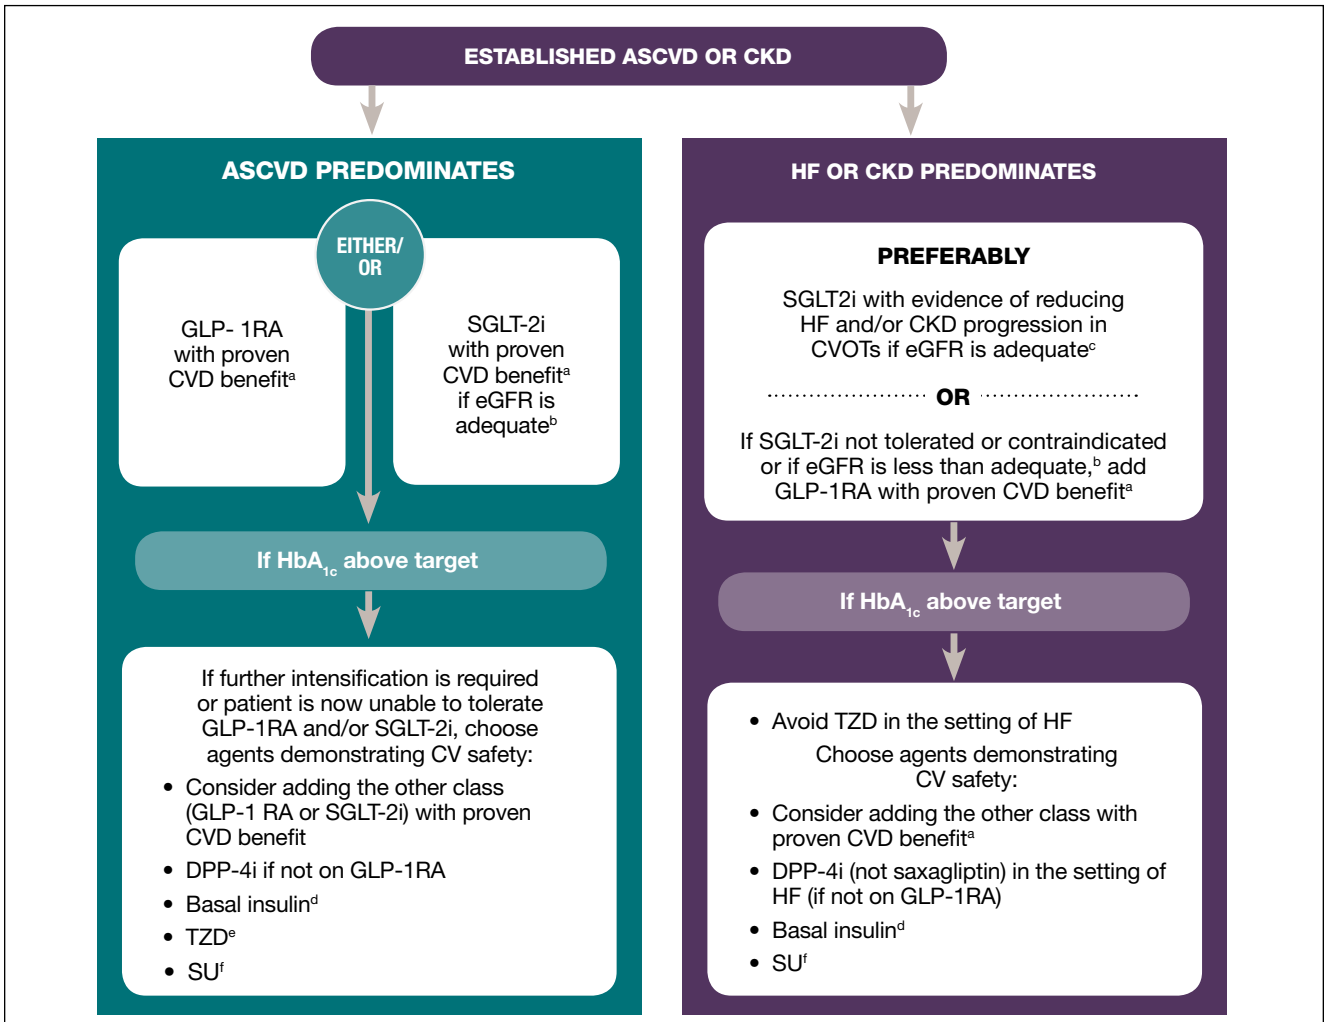 ESTABLISHED ASCVD OR CKD
ASCVD PREDOMINATES
EITHER/
OR
GLP- 1RA
with proven
CVD benefitᵃ
SGLT-2i
with proven
CVD benefitᵃ
if eGFR is
adequateᵇ
If HbA1c above target
If further intensification is required
or patient is now unable to tolerate
GLP-1RA and/or SGLT-2i, choose
agents demonstrating CV safety:
• Consider adding the other class
(GLP-1 RA or SGLT-2i) with proven
CVD benefit
• DPP-4i if not on GLP-1RA
• Basal insulinᵈ
• TZDᵉ
• SUᶠ
HF OR CKD PREDOMINATES
PREFERABLY
SGLT2i with evidence of reducing
HF and/or CKD progression in
CVOTs if eGFR is adequateᶜ
OR
If SGLT-2i not tolerated or contraindicated
or if eGFR is less than adequate,ᵇ add
GLP-1RA with proven CVD benefitᵃ
If HbA1c above target
• Avoid TZD in the setting of HF
Choose agents demonstrating
CV safety:
• Consider adding the other class with
proven CVD benefitᵃ
• DPP-4i (not saxagliptin) in the setting of
HF (if not on GLP-1RA)
• Basal insulinᵈ
• SUᶠ